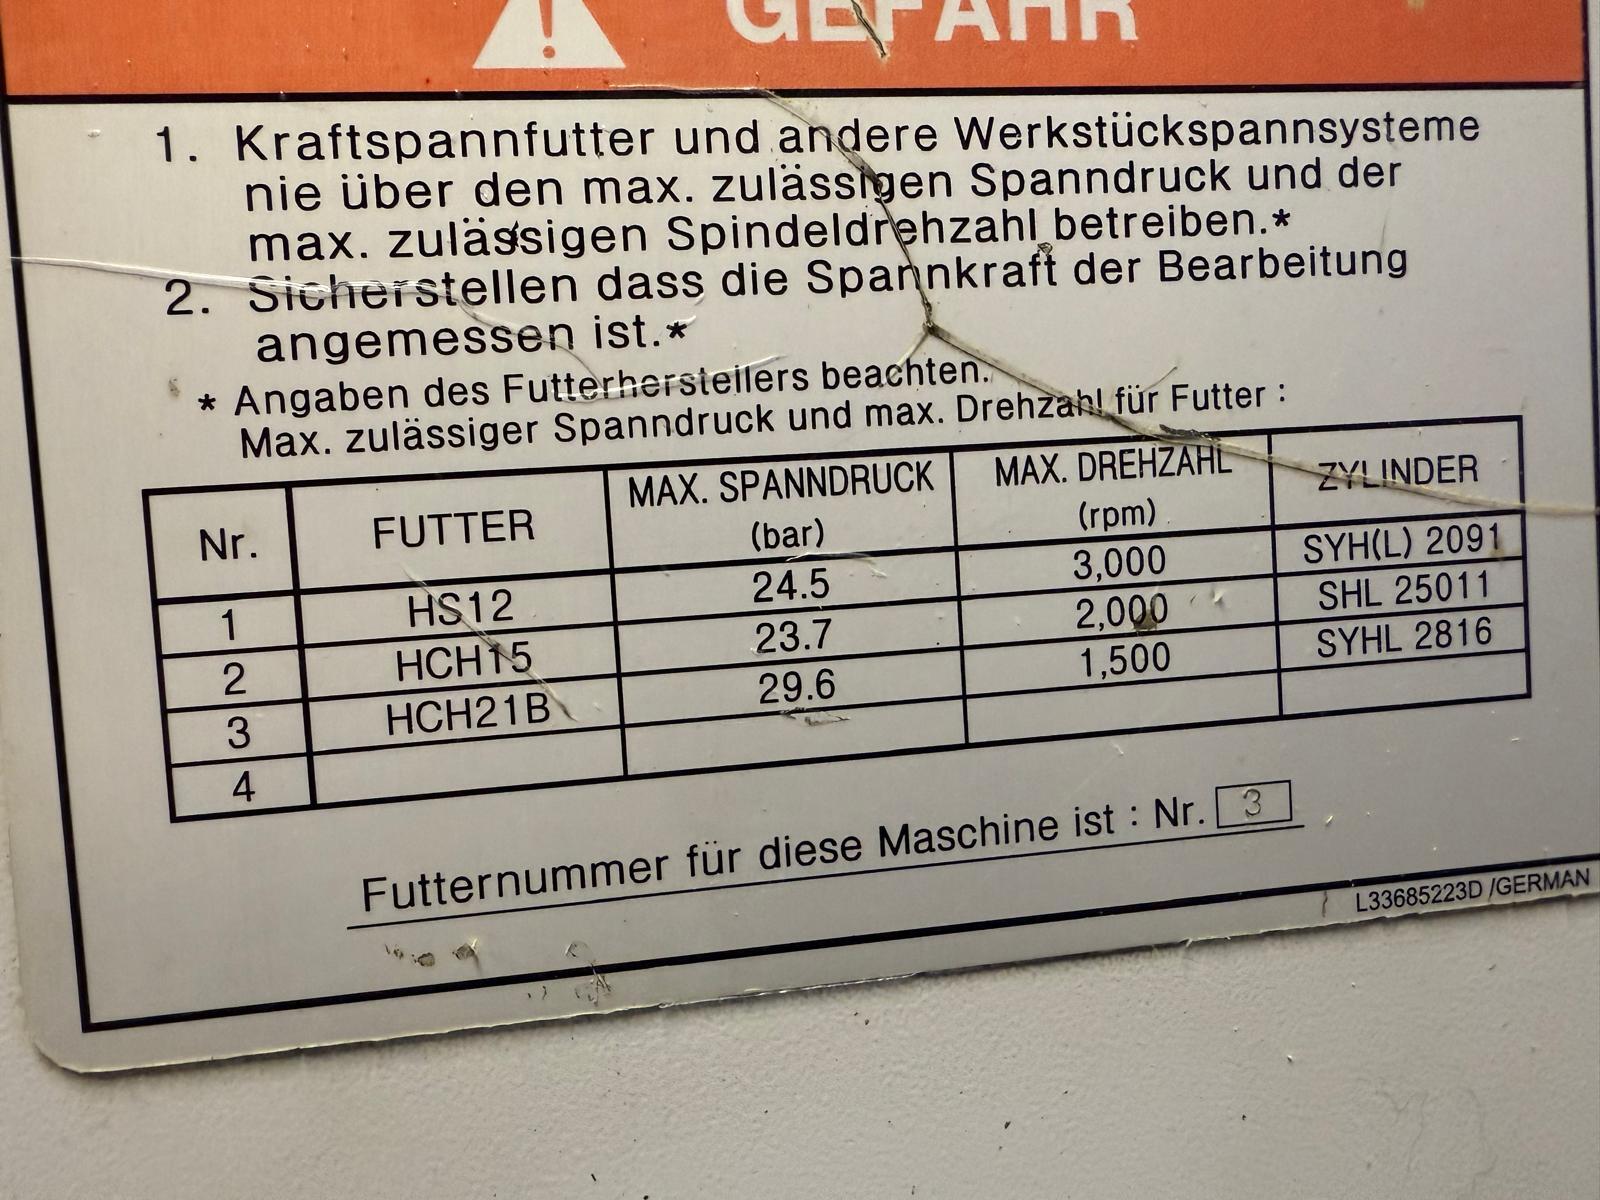 GEFAHR
1. Kraftspannfutter und andere Werkstückspannsysteme
nie über den max. zulässigen Spanndruck und der
max. zulässigen Spindeldrehzahl betreiben.*
2. Sicherstellen dass die Spannkraft der Bearbeitung
angemessen ist.*
* Angaben des Futterherstellers beachten.
Max. zulässiger Spanndruck und max. Drehzahl für Futter :
Nr. FUTTER MAX. SPANNDRUCK (bar) MAX. DREHZAHL (rpm) ZYLINDER
1 HS12 24.5 3,000 SYH(L) 2091
2 HCH15 23.7 2,000 SHL 25011
3 HCH21B 29.6 1,500 SYHL 2816
4
Futternummer für diese Maschine ist : Nr. 3
L33685223D /GERMAN